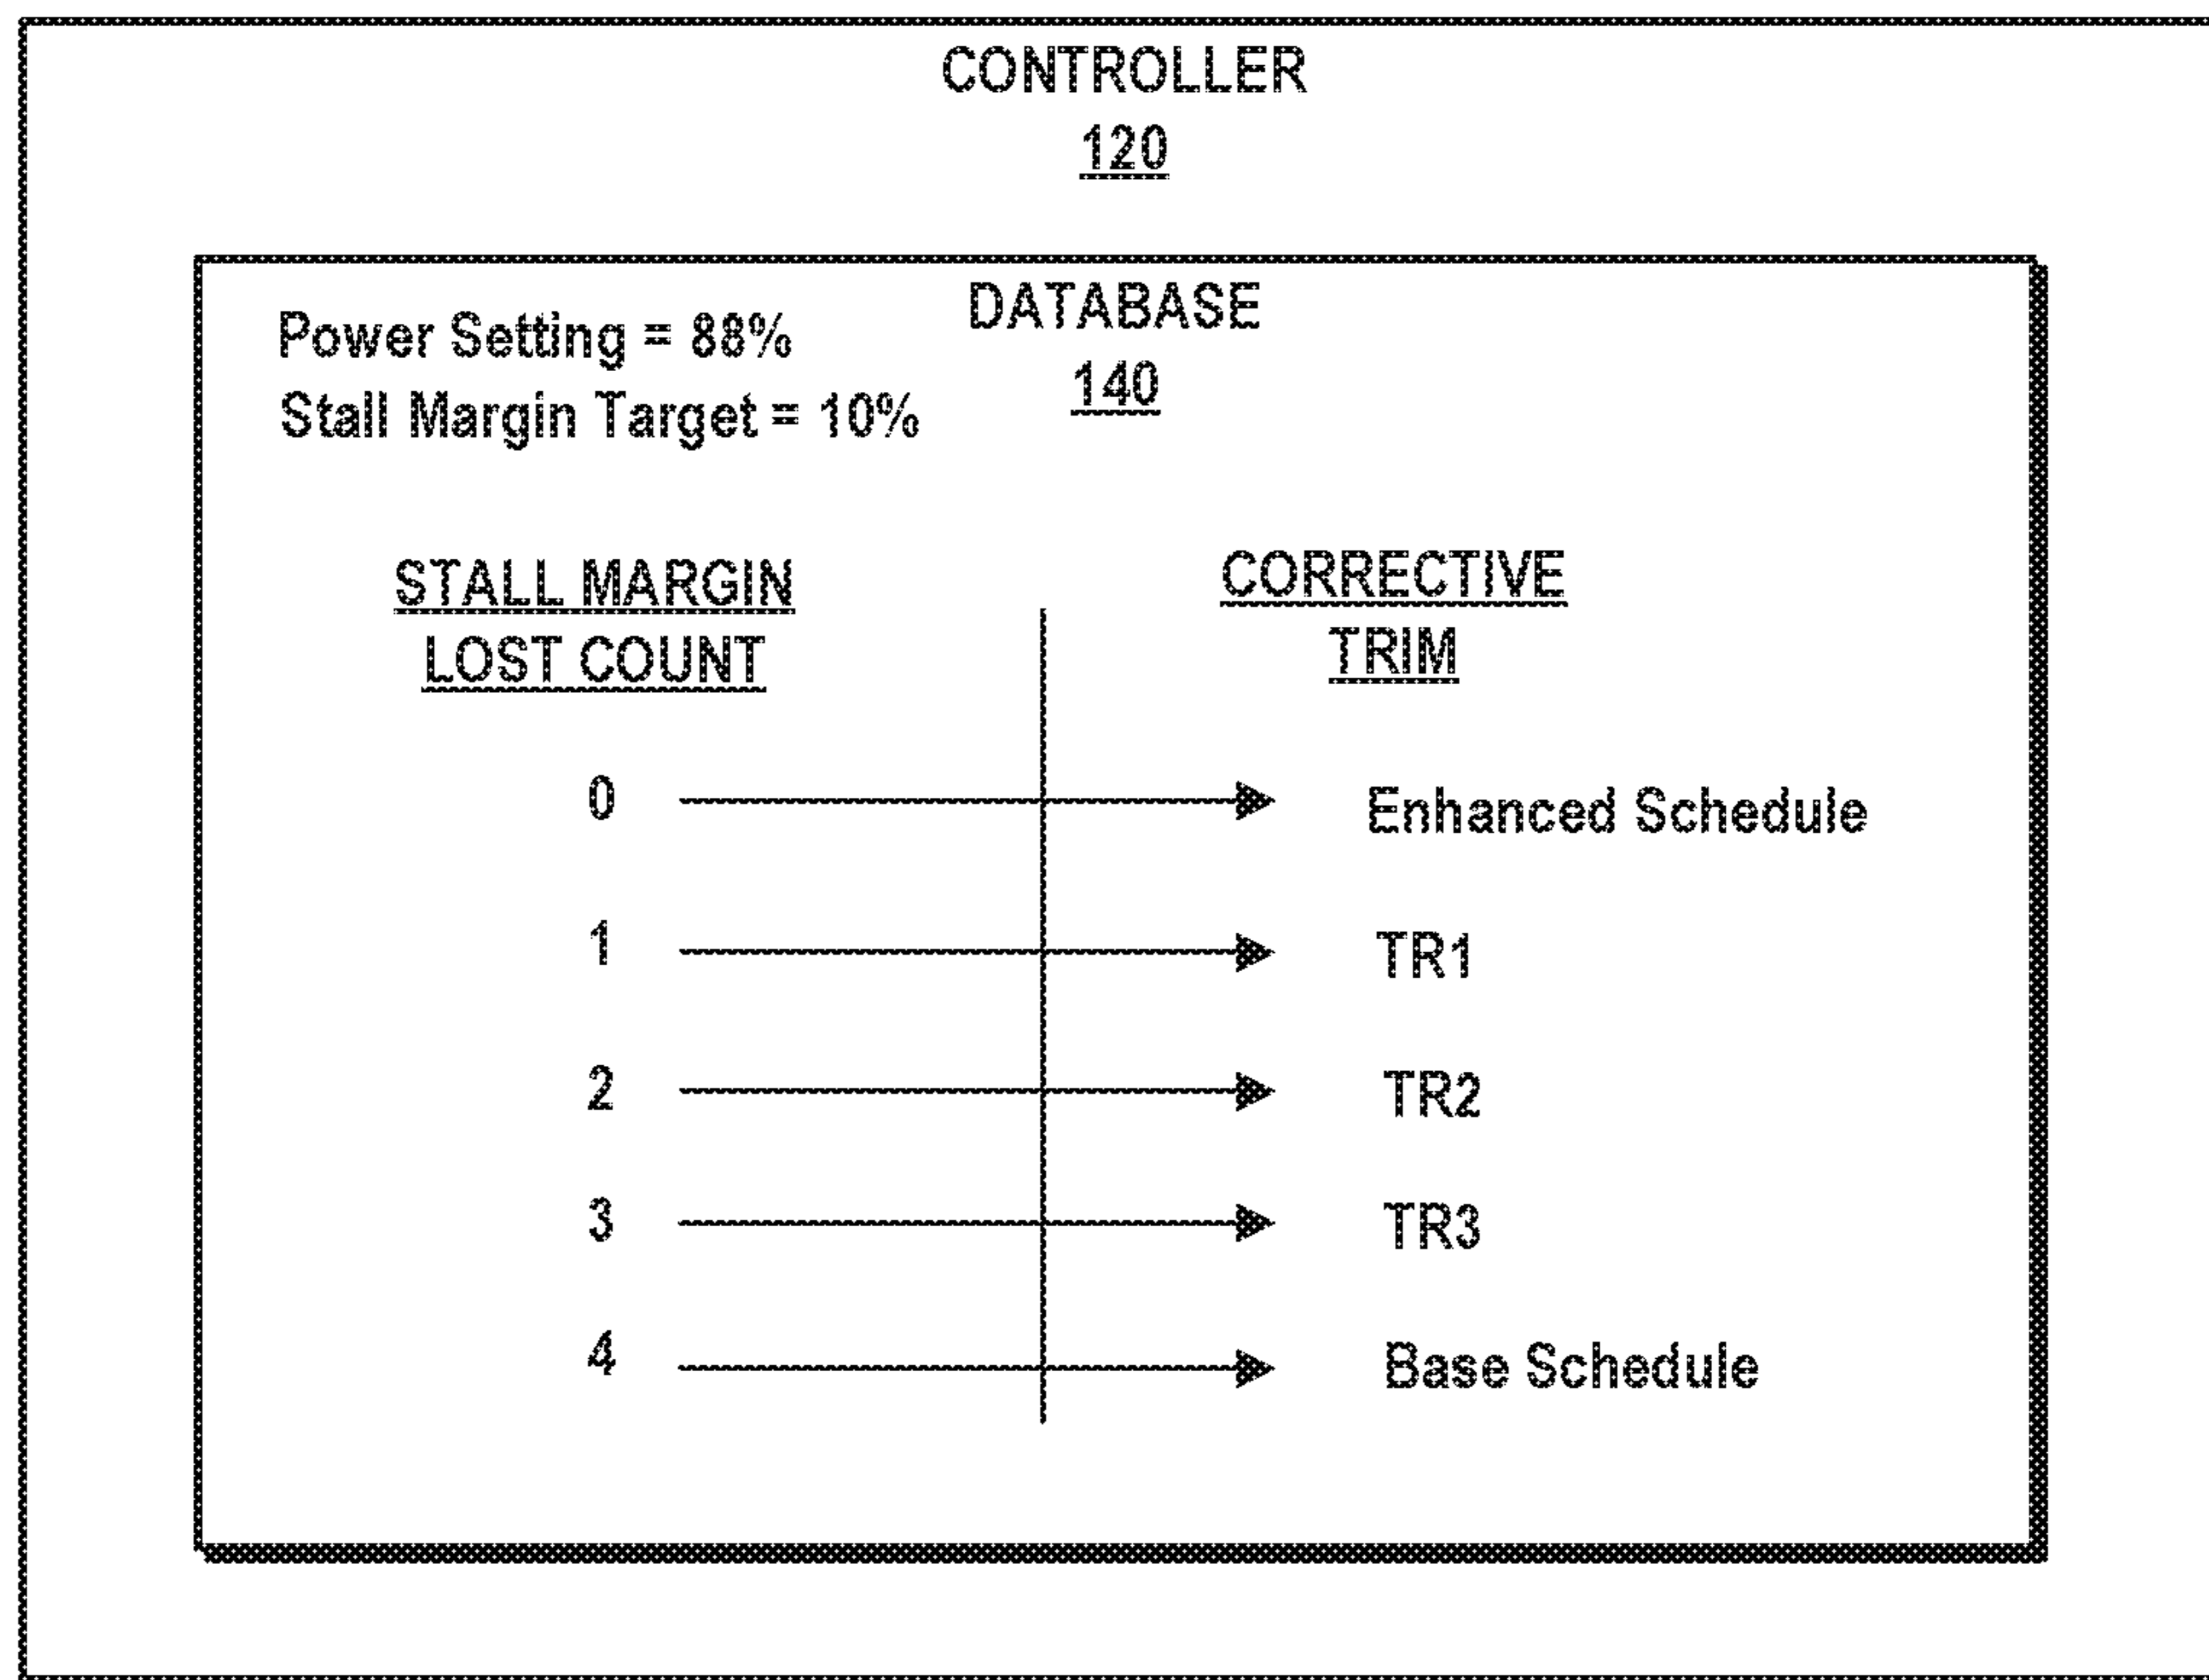 CONTROLLER
120
DATABASE
140
Power Setting = 88%
Stall Margin Target = 10%
STALL MARGIN
LOST COUNT
CORRECTIVE
TRIM
0 Enhanced Schedule
1 TR1
2 TR2
3 TR3
4 Base Schedule